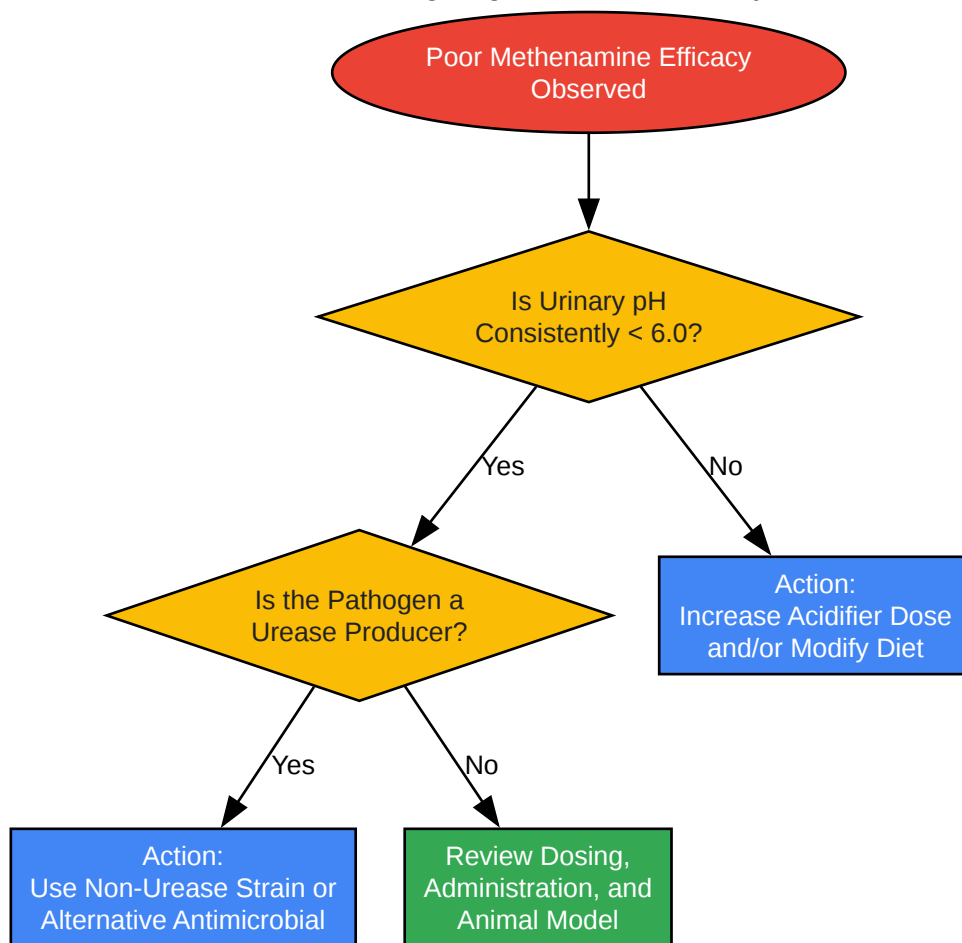 Poor Methenamine Efficacy
Observed
Is Urinary pH
Consistently < 6.0?
Yes
No
Is the Pathogen a
Urease Producer?
Action:
Increase Acidifier Dose
and/or Modify Diet
Yes
No
Action:
Use Non-Urease Strain or
Alternative Antimicrobial
Review Dosing,
Administration, and
Animal Model